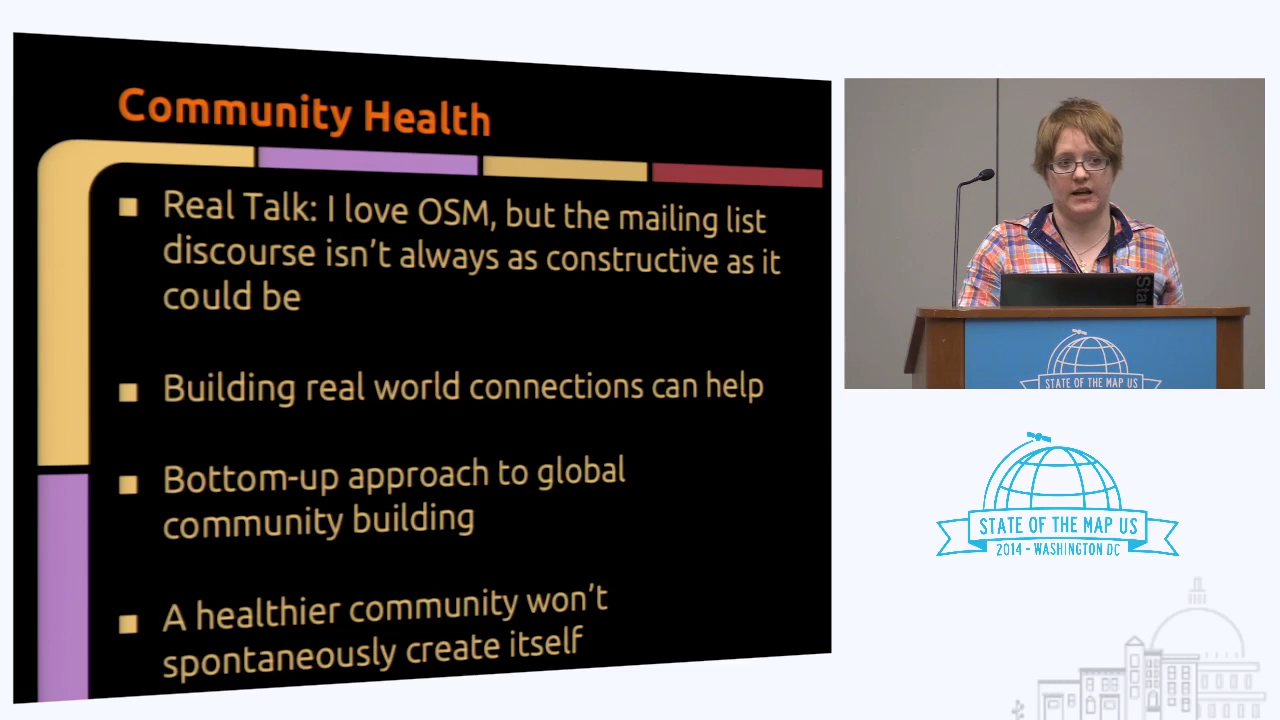 Community Health
Real Talk: I love OSM, but the mailing list
discourse isn't always as constructive as it
could be
Building real world connections can help
Bottom-up approach to global
community building
A healthier community won't
spontaneously create itself
STATE OF THE MAP US
STATE OF THE MAP US
2014 - WASHINGTON DC